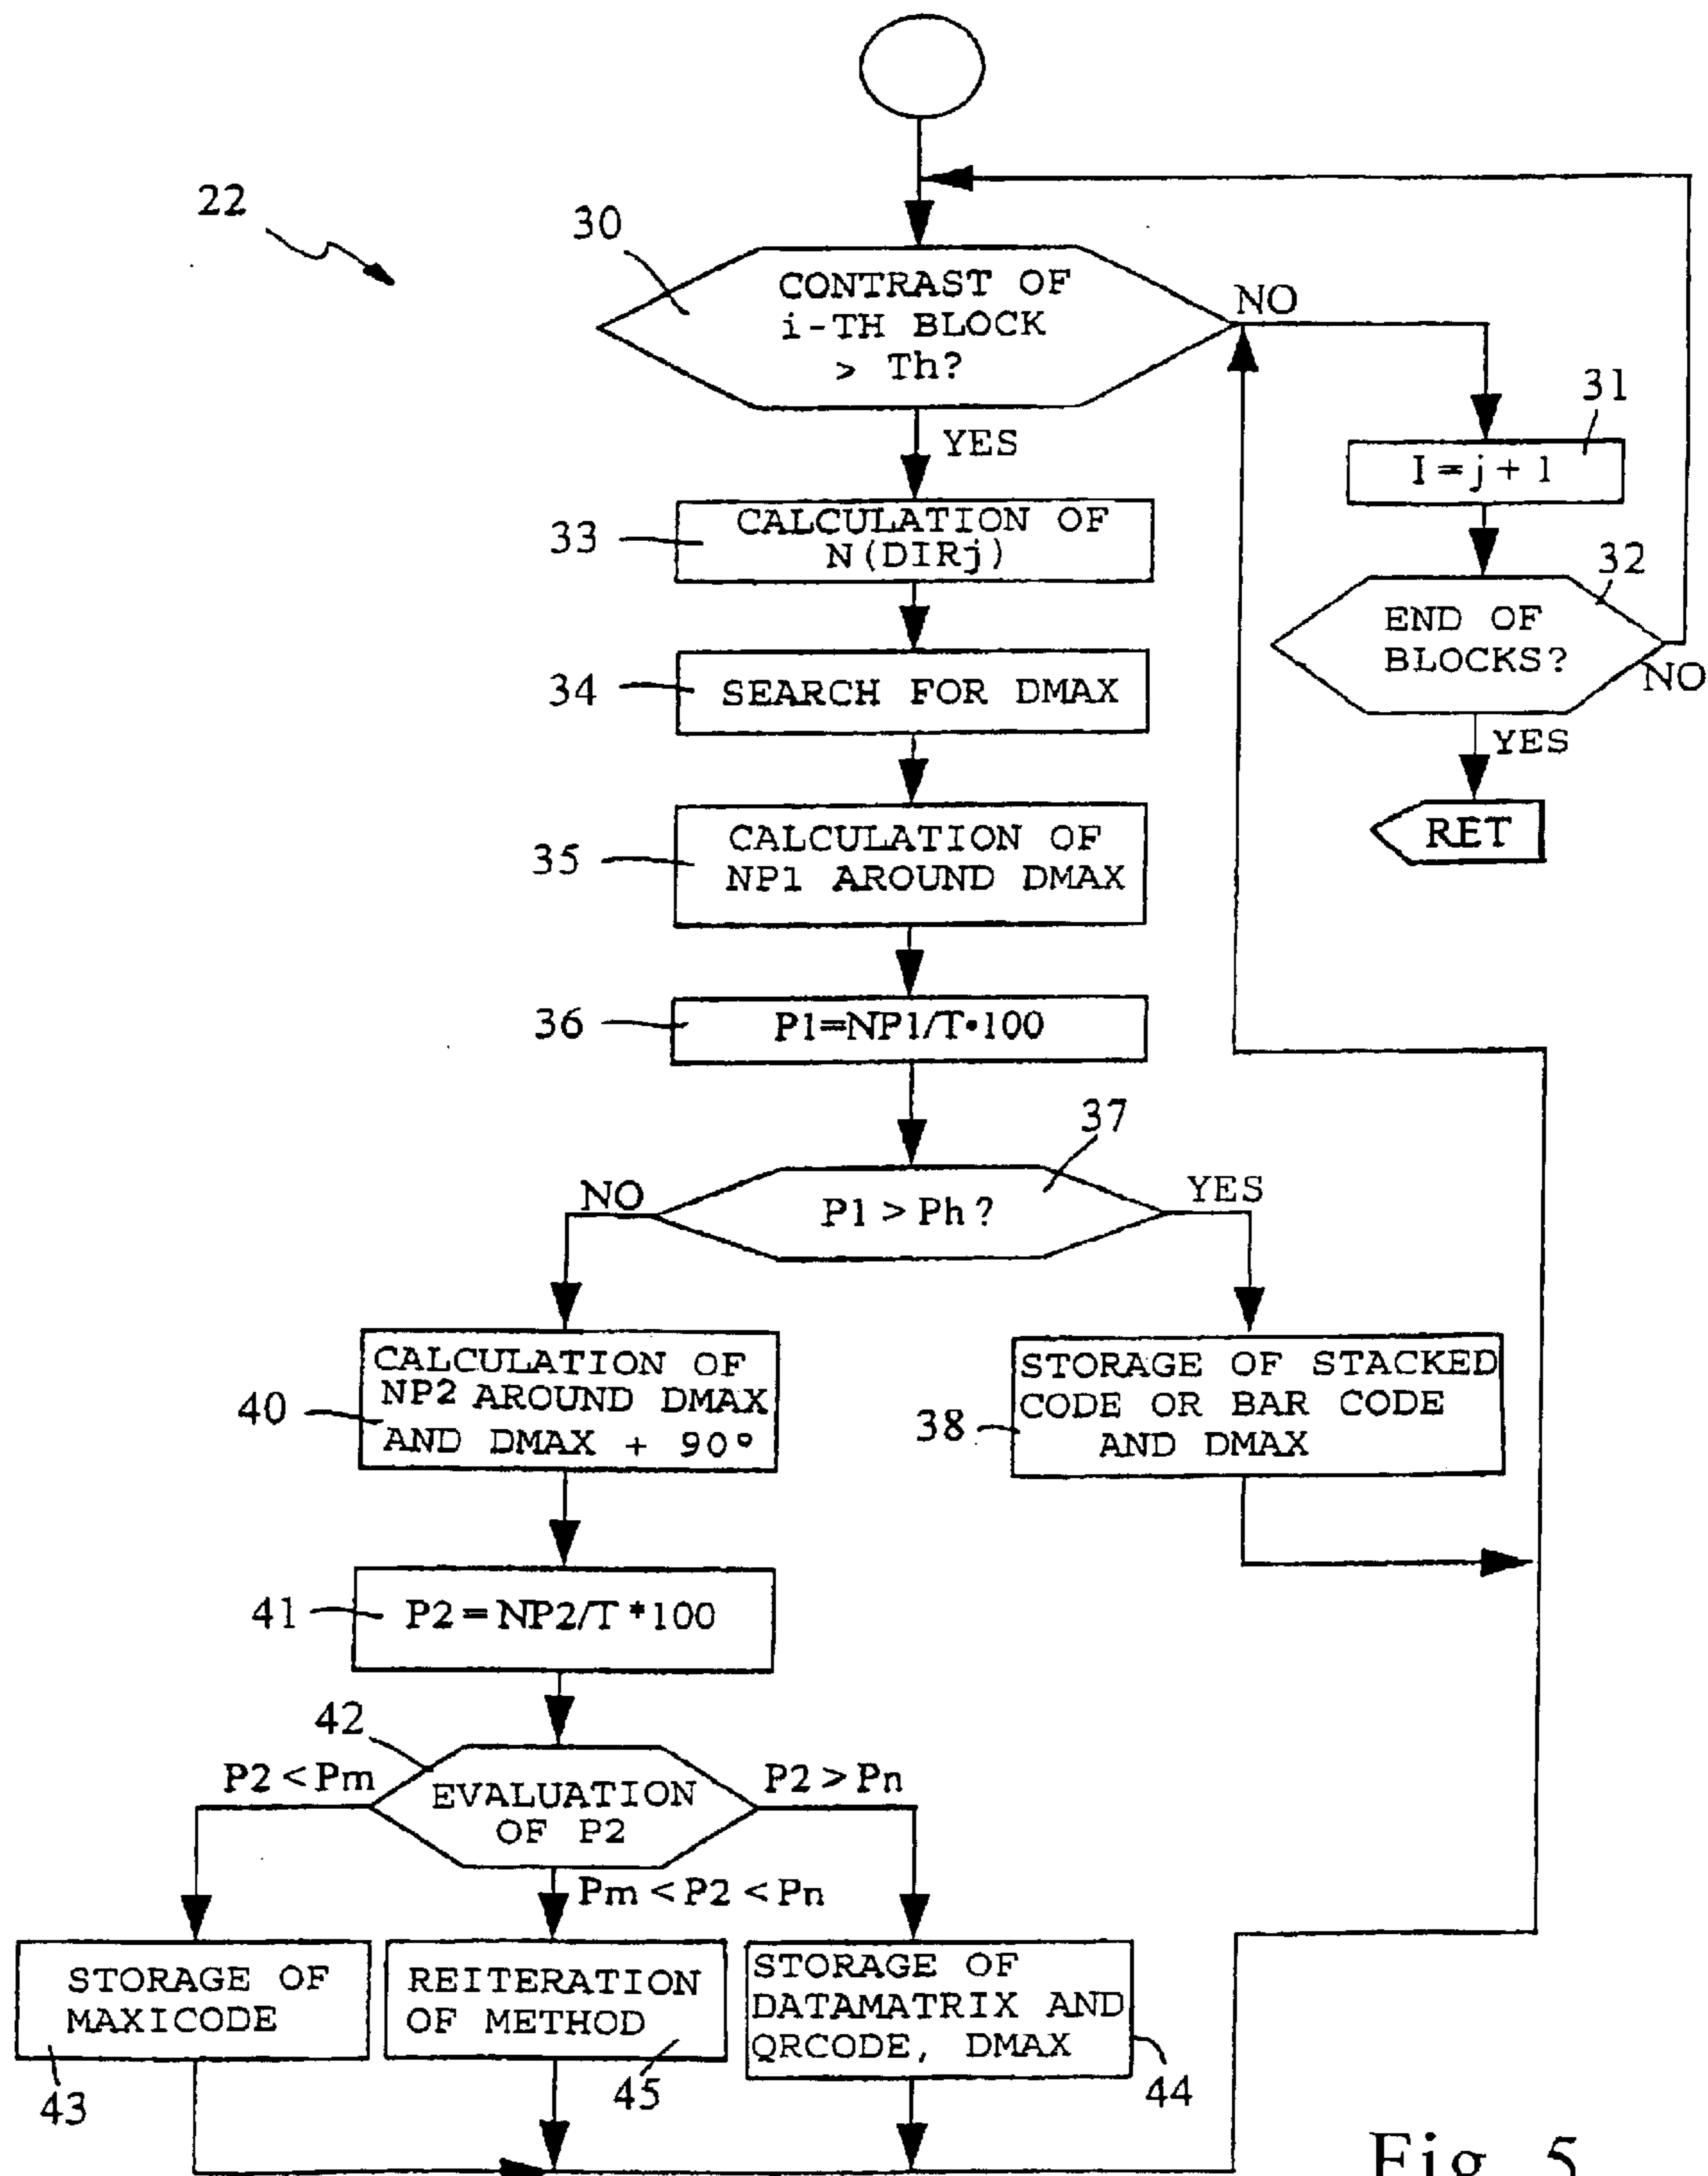 22
30
CONTRAST OF
i-TH BLOCK
> Th?
NO
YES
31
I=j+1
32
END OF
BLOCKS?
NO
YES
RET
33
CALCULATION OF
N(DIRj)
34
SEARCH FOR DMAX
35
CALCULATION OF
NP1 AROUND DMAX
36
P1=NP1/T•100
37
P1 > Ph?
NO
YES
40
CALCULATION OF
NP2 AROUND DMAX
AND DMAX + 90°
38
STORAGE OF STACKED
CODE OR BAR CODE
AND DMAX
41
P2=NP2/T*100
42
EVALUATION
OF P2
P2 < Pm
P2 > Pn
Pm < P2 < Pn
STORAGE OF
MAXICODE
43
REITERATION
OF METHOD
45
STORAGE OF
DATAMATRIX AND
QRCODE, DMAX
44
Fig. 5